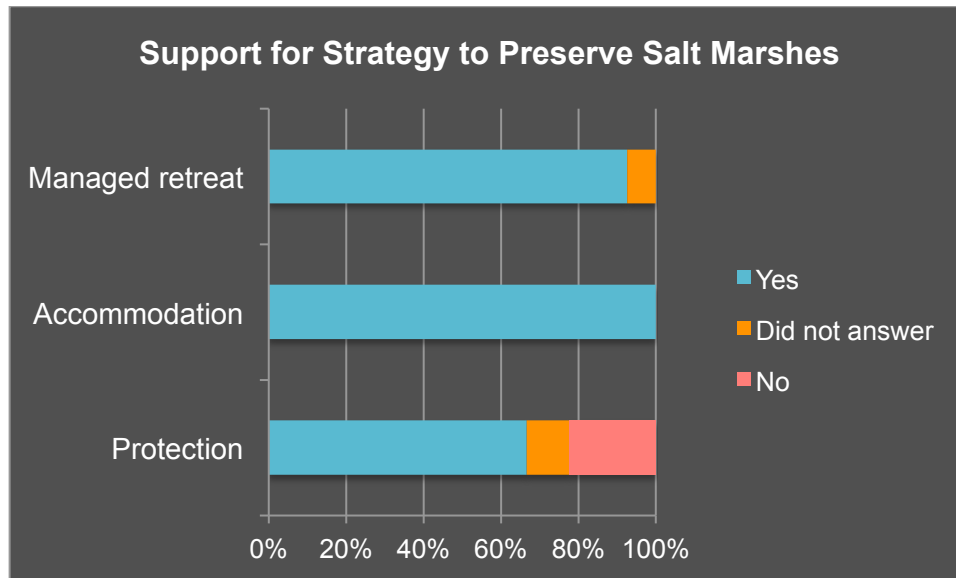 Support for Strategy to Preserve Salt Marshes
Managed retreat
Accommodation
Protection
0% 20% 40% 60% 80% 100%
Yes
Did not answer
No